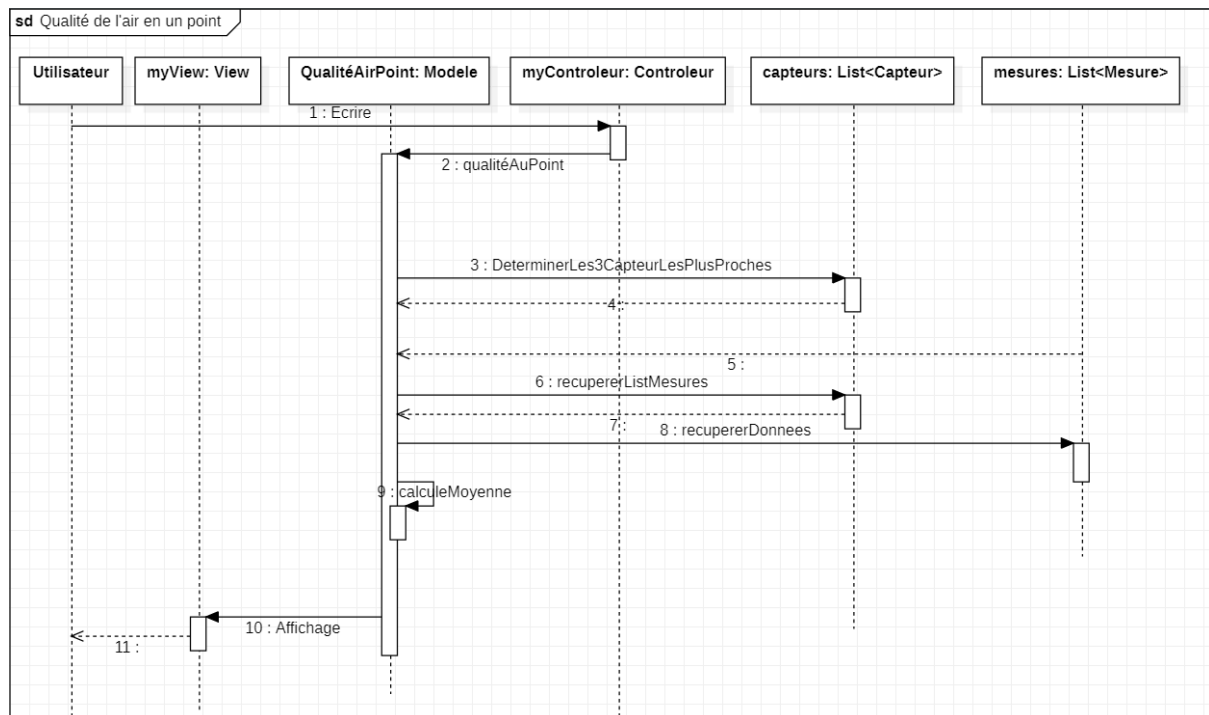 sd Qualité de l'air en un point
Utilisateur
myView: View
QualitéAirPoint: Modele
myControleur: Controleur
capteurs: List<Capteur>
mesures: List<Mesure>
1 : Ecrire
2 : qualitéAuPoint
3 : DeterminerLes3CapteurLesPlusProches
4 :
5 :
6 : recupererListMesures
7 :
8 : recupererDonnees
9 : calculeMoyenne
10 : Affichage
11 :